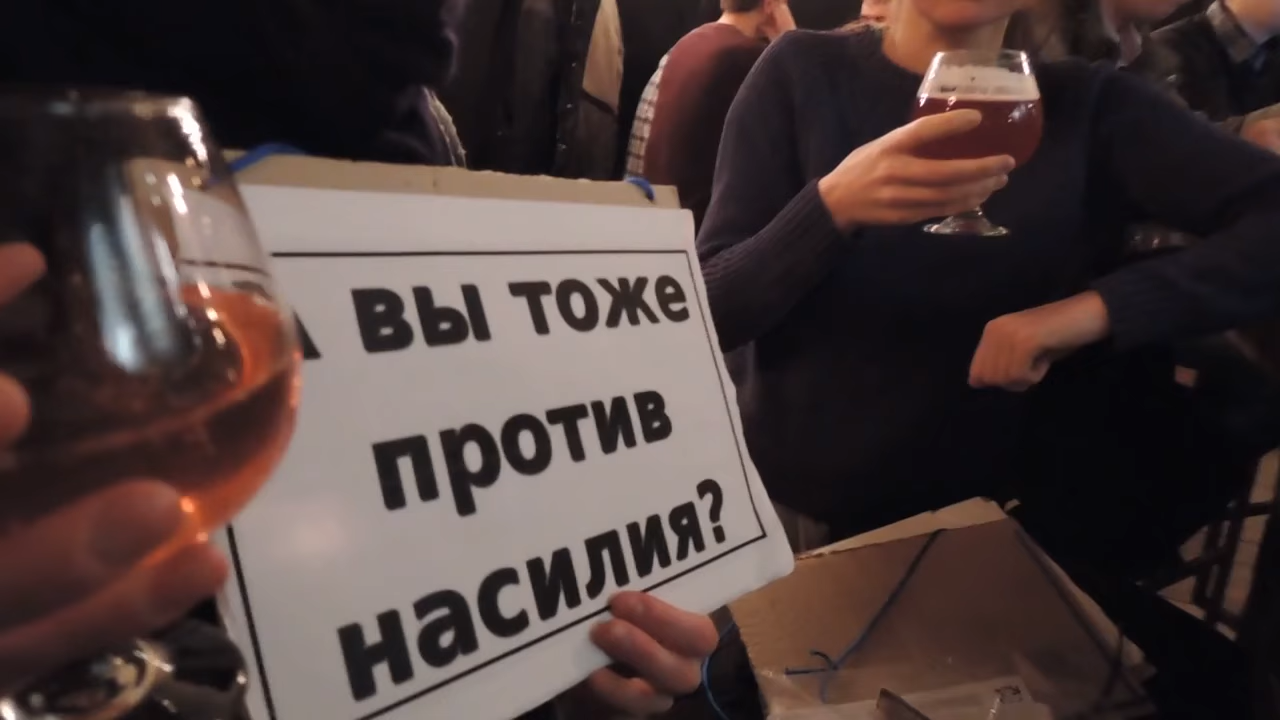 А вы тоже
против
насилия?